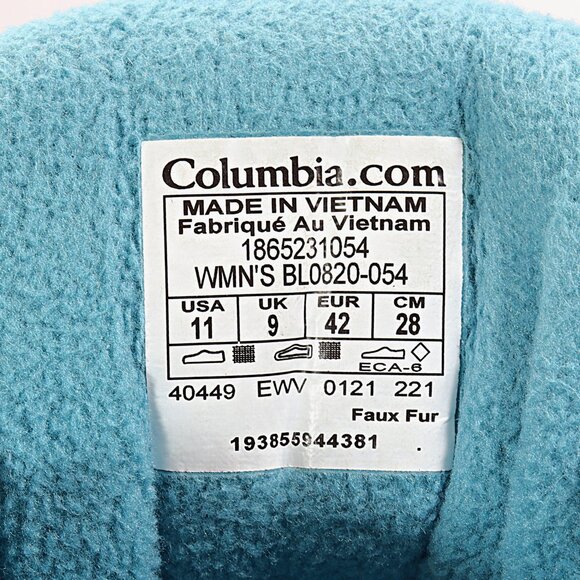 Columbia.com
MADE IN VIETNAM
Fabriqué Au Vietnam
1865231054
WMN'S BL0820-054
USA UK EUR CM
11 9 42 28
ECA-6
40449 EWV 0121 221
Faux Fur
193855944381 .